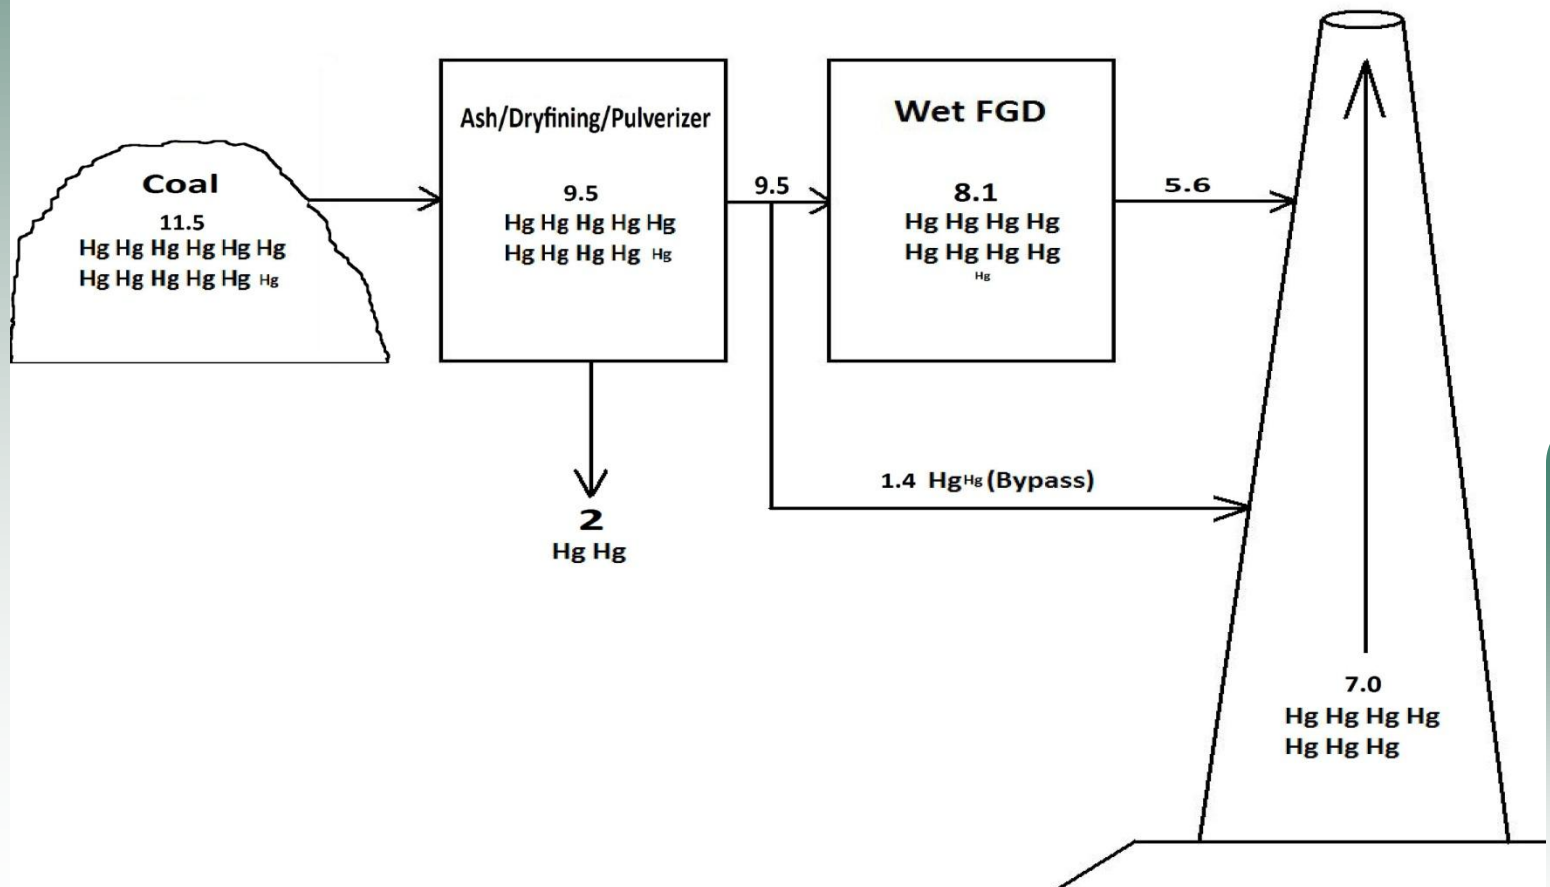 Coal
11.5
Hg Hg Hg Hg Hg Hg
Hg Hg Hg Hg Hg Hg
Ash/Dryfining/Pulverizer
9.5
Hg Hg Hg Hg Hg
Hg Hg Hg Hg Hg
2
Hg Hg
9.5
Wet FGD
8.1
Hg Hg Hg Hg
Hg Hg Hg Hg
Hg
5.6
1.4 HgHg (Bypass)
7.0
Hg Hg Hg Hg
Hg Hg Hg